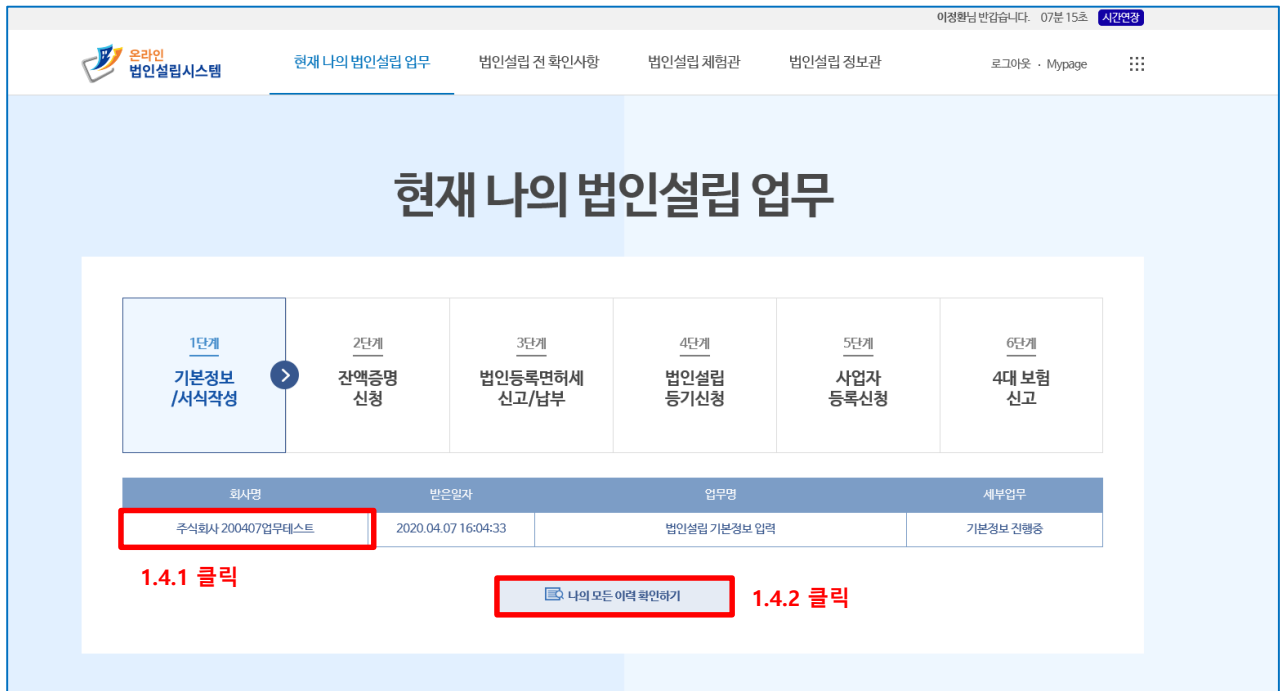 이정환님 반갑습니다. 07분 15초 시간연장
온라인
법인설립시스템
현재 나의 법인설립 업무 법인설립 전 확인사항 법인설립 체험관 법인설립 정보관 로그아웃 · Mypage
현재 나의 법인설립 업무
1단계
기본정보
/서식작성
2단계
잔액증명
신청
3단계
법인등록면허세
신고/납부
4단계
법인설립
등기신청
5단계
사업자
등록신청
6단계
4대 보험
신고
회사명 받은일자 업무명 세부업무
주식회사 200407업무테스트 2020.04.07 16:04:33 법인설립 기본정보 입력 기본정보 진행중
1.4.1 클릭
나의 모든 이력 확인하기
1.4.2 클릭